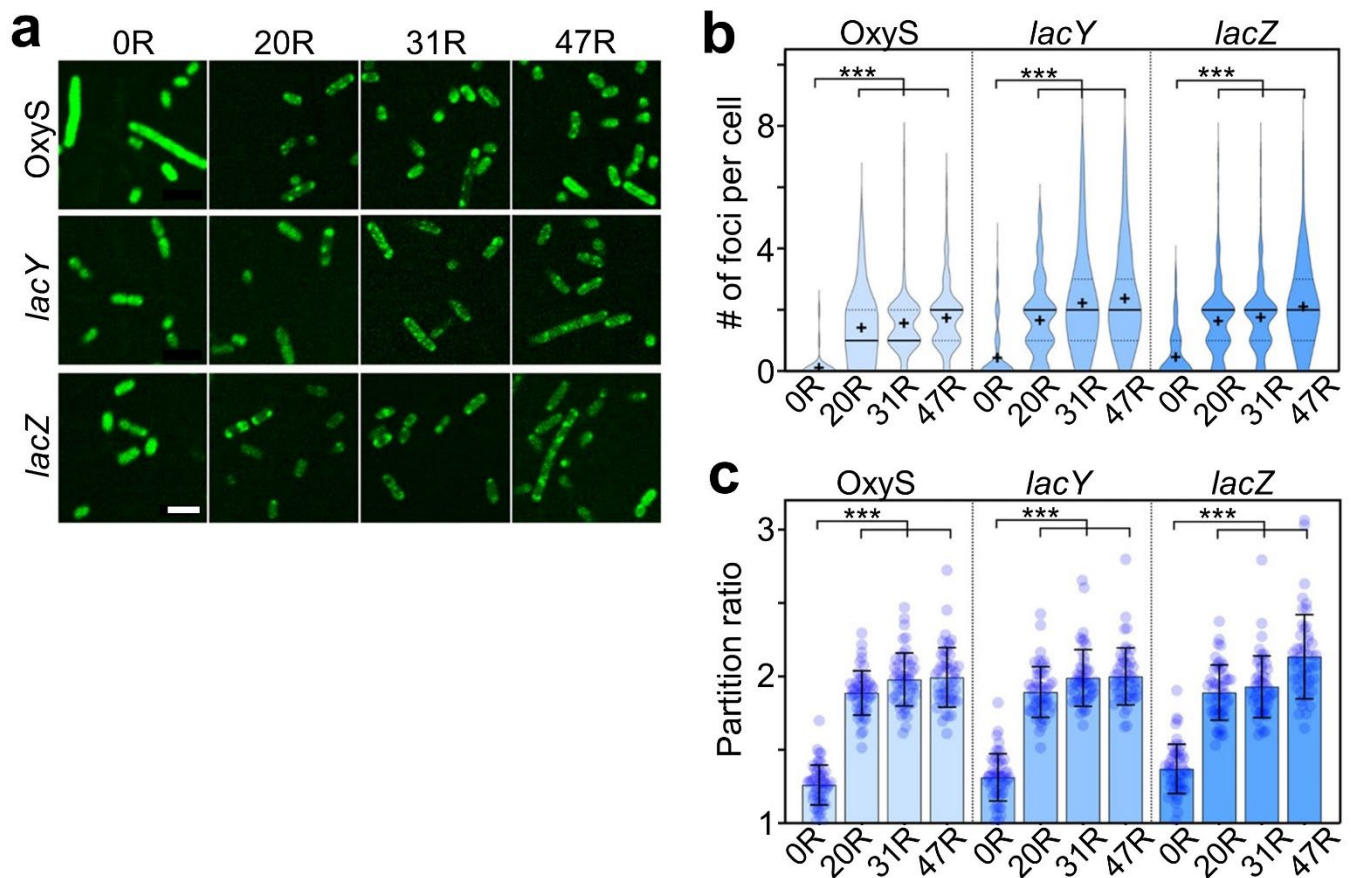 a
0R 20R 31R 47R
OxyS
lacY
lacZ
b
OxyS lacY lacZ
*** *** ***
# of foci per cell
8
4
0
0R 20R 31R 47R 0R 20R 31R 47R 0R 20R 31R 47R
c
OxyS lacY lacZ
*** *** ***
Partition ratio
3
2
1
0R 20R 31R 47R 0R 20R 31R 47R 0R 20R 31R 47R